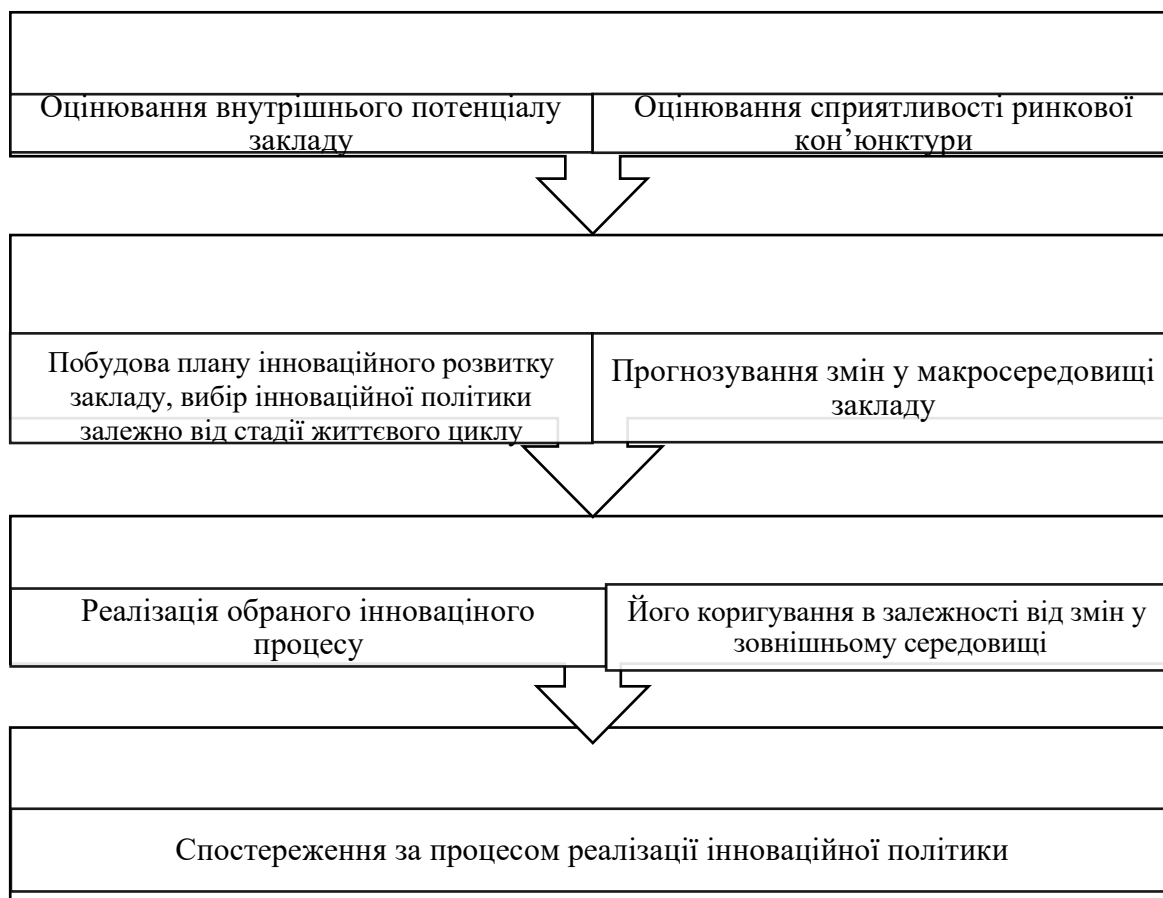 Оцінювання внутрішнього потенціалу
закладу
Оцінювання сприятливості ринкової
кон’юнктури
Побудова плану інноваційного розвитку
закладу, вибір інноваційної політики
залежно від стадії життєвого циклу
Прогнозування змін у макросередовищі
закладу
Реалізація обраного інноваціного
процесу
Його коригування в залежності від змін у
зовнішньому середовищі
Спостереження за процесом реалізації інноваційної політики